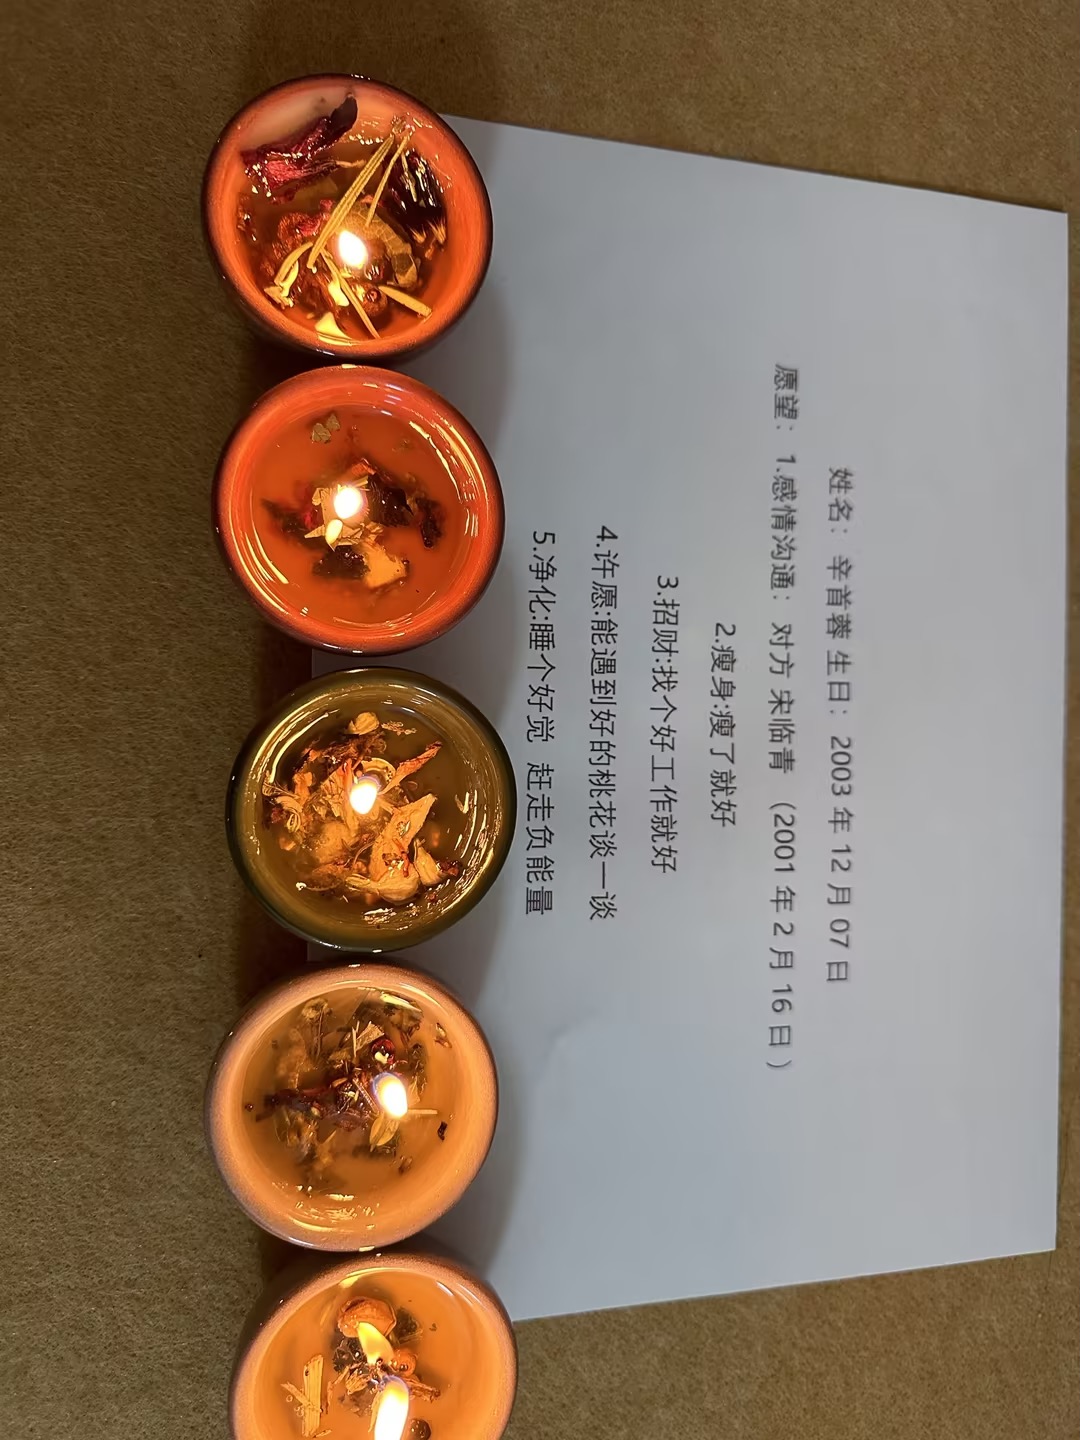 姓名：辛首蓉 生日：2003 年 12 月 07 日
愿望：1.感情沟通：对方 宋临青 （2001 年 2 月 16 日）
2.瘦身:瘦了就好
3.招财:找个好工作就好
4.许愿:能遇到好的桃花谈一谈
5.净化:睡个好觉 赶走负能量